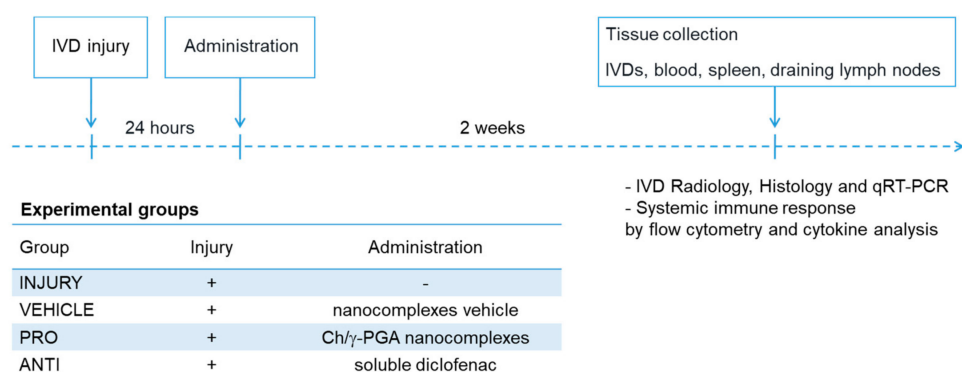 IVD injury
Administration
Tissue collection
IVDs, blood, spleen, draining lymph nodes
24 hours
2 weeks
- IVD Radiology, Histology and qRT-PCR
- Systemic immune response
by flow cytometry and cytokine analysis
Experimental groups
Group Injury Administration
INJURY + -
VEHICLE + nanocomplexes vehicle
PRO + Ch/γ-PGA nanocomplexes
ANTI + soluble diclofenac